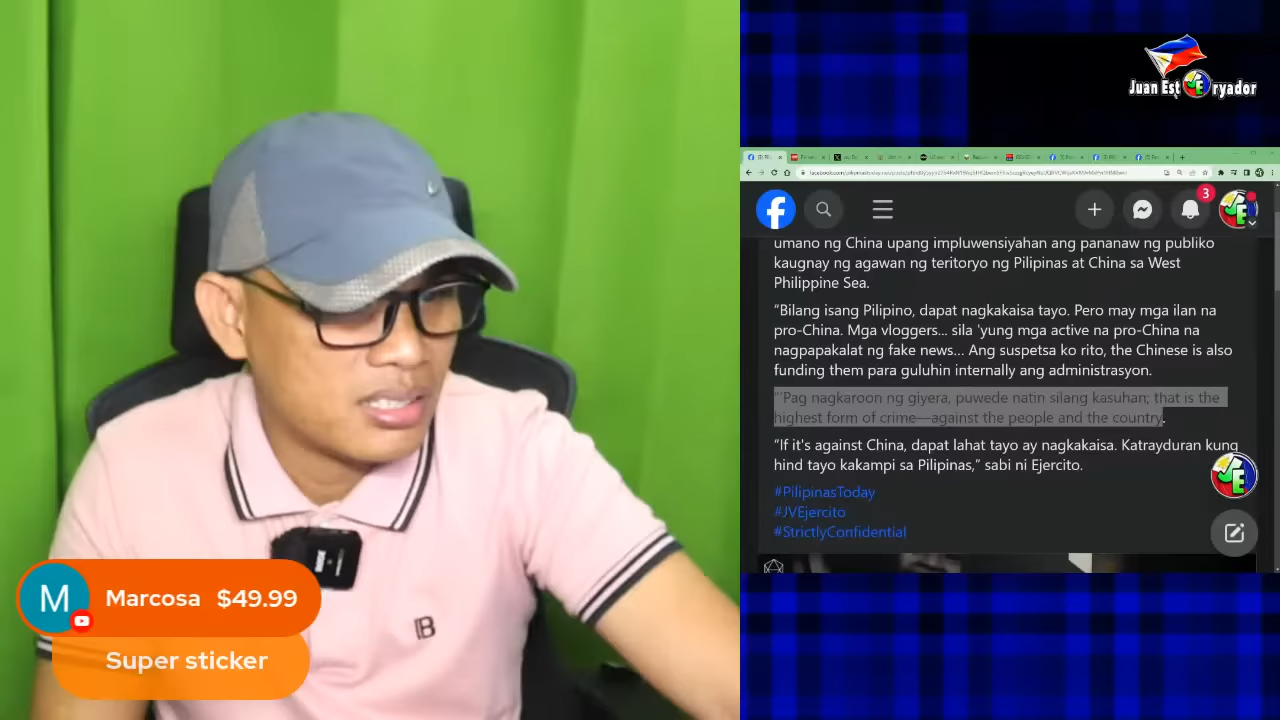 Juan Est ryador
umano ng China upang impluwensiyahan ang pananaw ng publiko
kaugnay ng agawan ng teritoryo ng Pilipinas at China sa West
Philippine Sea.
“Bilang isang Pilipino, dapat nagkakaisa tayo. Pero may mga ilan na
pro-China. Mga vloggers... sila 'yung mga active na pro-China na
nagpapakalat ng fake news... Ang suspetsa ko rito, the Chinese is also
funding them para guluhin internally ang administrasyon.
“'Pag nagkaroon ng giyera, puwede natin silang kasuhan; that is the
highest form of crime—against the people and the country.
“If it's against China, dapat lahat tayo ay nagkakaisa. Katrayduran kung
hind tayo kakampi sa Pilipinas,” sabi ni Ejercito.
#PilipinasToday
#JVEjercito
#StrictlyConfidential
3
M
Marcosa $49.99
Super sticker
B